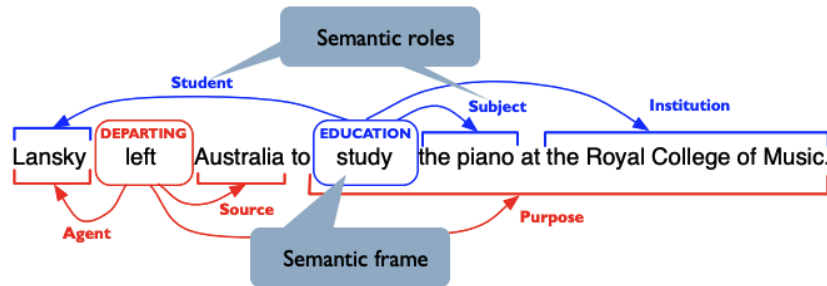 Semantic roles
Student
Subject
Institution
DEPARTING
EDUCATION
Lansky left Australia to study the piano at the Royal College of Music.
Agent
Source
Purpose
Semantic frame